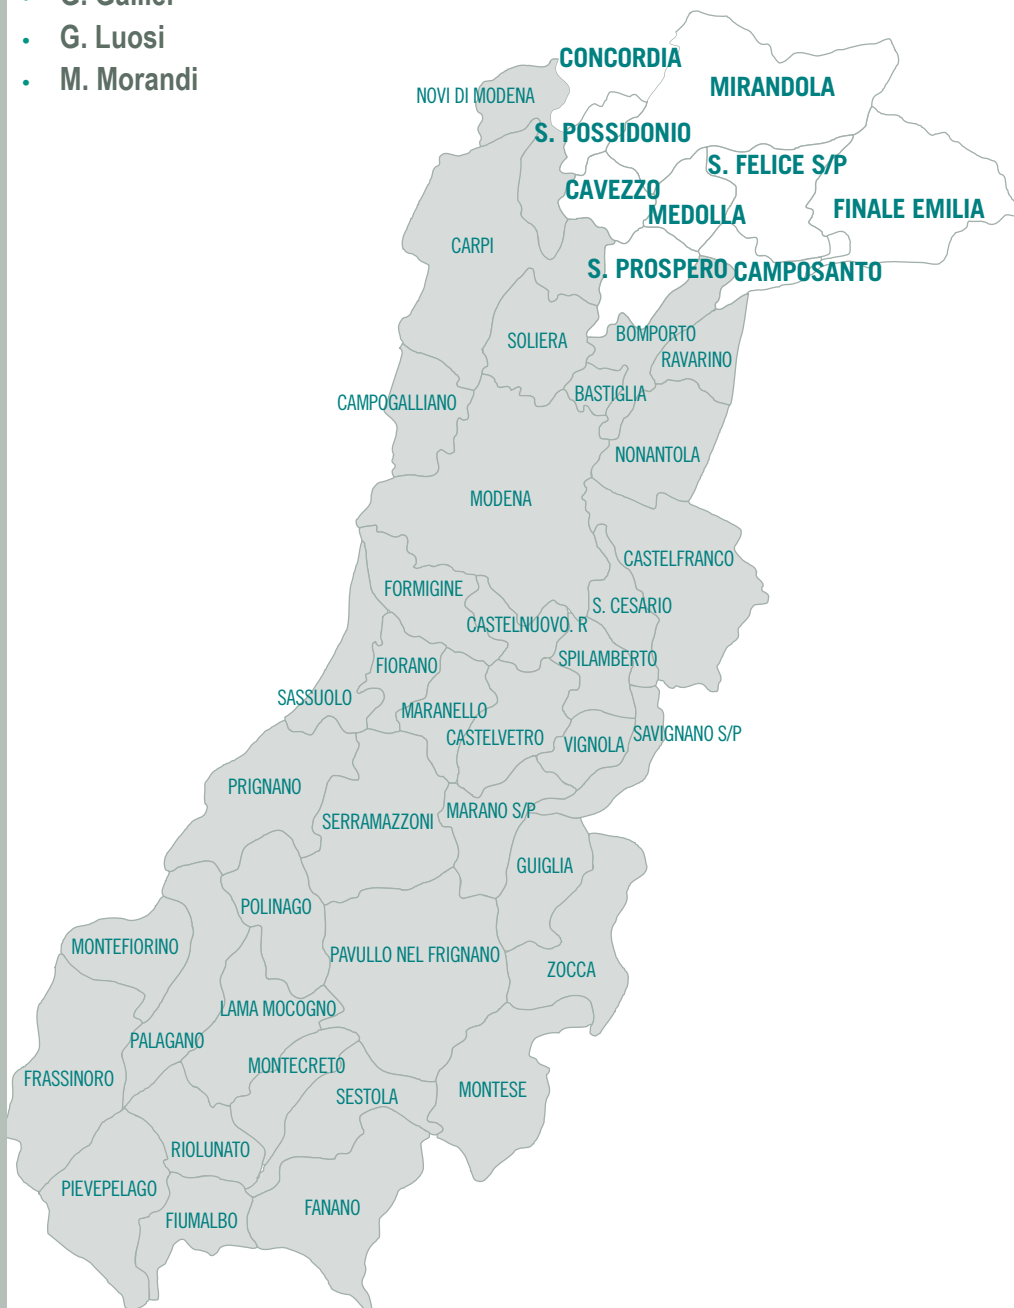 • G. Luosi
• M. Morandi
CONCORDIA
MIRANDOLA
NOVI DI MODENA
S. POSSIDONIO
S. FELICE S/P
CAVEZZO
MEDOLLA
FINALE EMILIA
CARPI
S. PROSPERO
CAMPOSANTO
SOLIERA
BOMPORTO
RAVARINO
CAMPOGALLIANO
BASTIGLIA
NONANTOLA
MODENA
CASTELFRANCO
FORMIGINE
S. CESARIO
CASTELNUOVO. R
SPILAMBERTO
FIORANO
SASSUOLO
MARANELLO
CASTELVETRO
VIGNOLA
SAVIGNANO S/P
PRIGNANO
SERRAMAZZONI
MARANO S/P
GUIGLIA
POLINAGO
MONTEFIORINO
PAVULLO NEL FRIGNANO
ZOCCA
LAMA MOCOGNO
PALAGANO
FRASSINORO
MONTECRETO
SESTOLA
MONTESE
RIOLUNATO
PIEVEPELAGO
FIUMALBO
FANANO